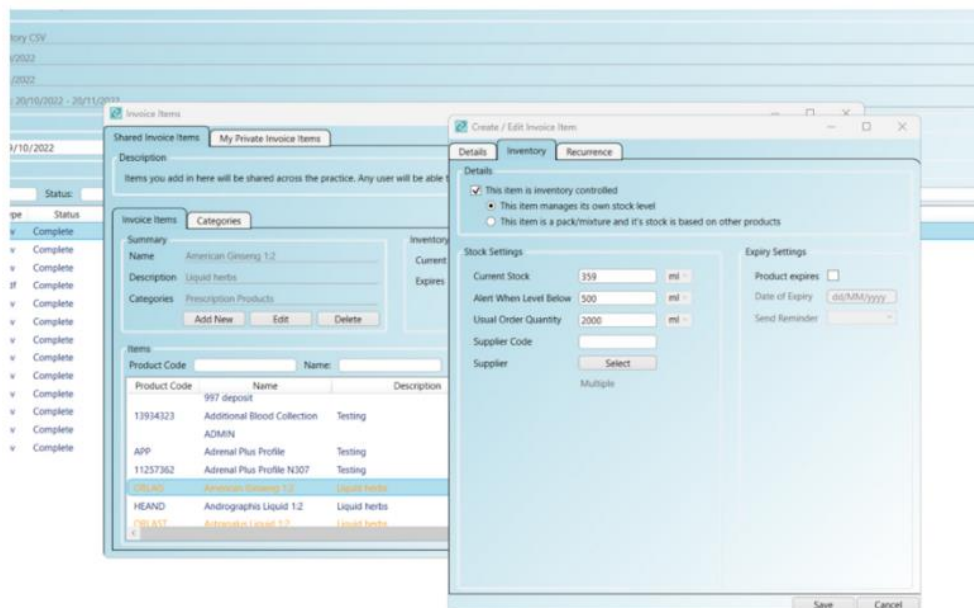 tory CSV
/2022
/2022
20/10/2022 - 20/11/2022
9/10/2022
Status:
Status
Complete
Complete
Complete
Complete
Complete
Complete
Complete
Complete
Complete
Complete
Complete
Complete
Complete
Invoice Items
Shared Invoice Items My Private Invoice Items
Description
Items you add in here will be shared across the practice. Any user will be able t
Invoice Items Categories
Summary
Name American Ginseng 1:2
Description Liquid herbs
Categories Prescription Products
Add New Edit Delete
Inventory
Current
Expires
Items
Product Code Name:
Product Code Name Description
997 deposit
13934323 Additional Blood Collection Testing
ADMIN
APP Adrenal Plus Profile Testing
11257362 Adrenal Plus Profile N307 Testing
American Ginseng 1:2 Liquid herbs
HEAND Andrographis Liquid 1:2 Liquid herbs
ORLAST Astragalus Liquid 1:2 Liquid herbs
Create / Edit Invoice Item
Details Inventory Recurrence
Details
This item is inventory controlled
This item manages its own stock level
This item is a pack/mixture and it's stock is based on other products
Stock Settings
Current Stock 359 ml
Alert When Level Below 500 ml
Usual Order Quantity 2000 ml
Supplier Code
Supplier Select
Multiple
Expiry Settings
Product expires
Date of Expiry dd/MM/yyyy
Send Reminder
Save Cancel